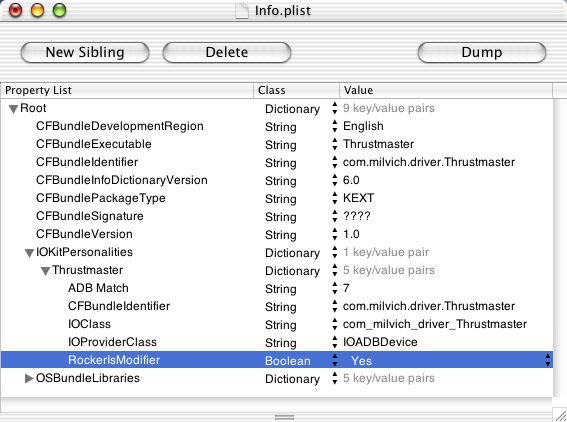 Info.plist
New Sibling Delete Dump
Property List Class Value
Root Dictionary 9 key/value pairs
CFBundleDevelopmentRegion String English
CFBundleExecutable String Thrustmaster
CFBundleIdentifier String com.milvich.driver.Thrustmaster
CFBundleInfoDictionaryVersion String 6.0
CFBundlePackageType String KEXT
CFBundleSignature String ????
CFBundleVersion String 1.0
IOKitPersonalities Dictionary 1 key/value pairs
Thrustmaster Dictionary 5 key/value pairs
ADB Match String 7
CFBundleIdentifier String com.milvich.driver.Thrustmaster
IOClass String com_milvich_driver_Thrustmaster
IOProviderClass String IOADBDevice
RockerIsModifier Boolean Yes
OSBundleLibraries Dictionary 5 key/value pairs